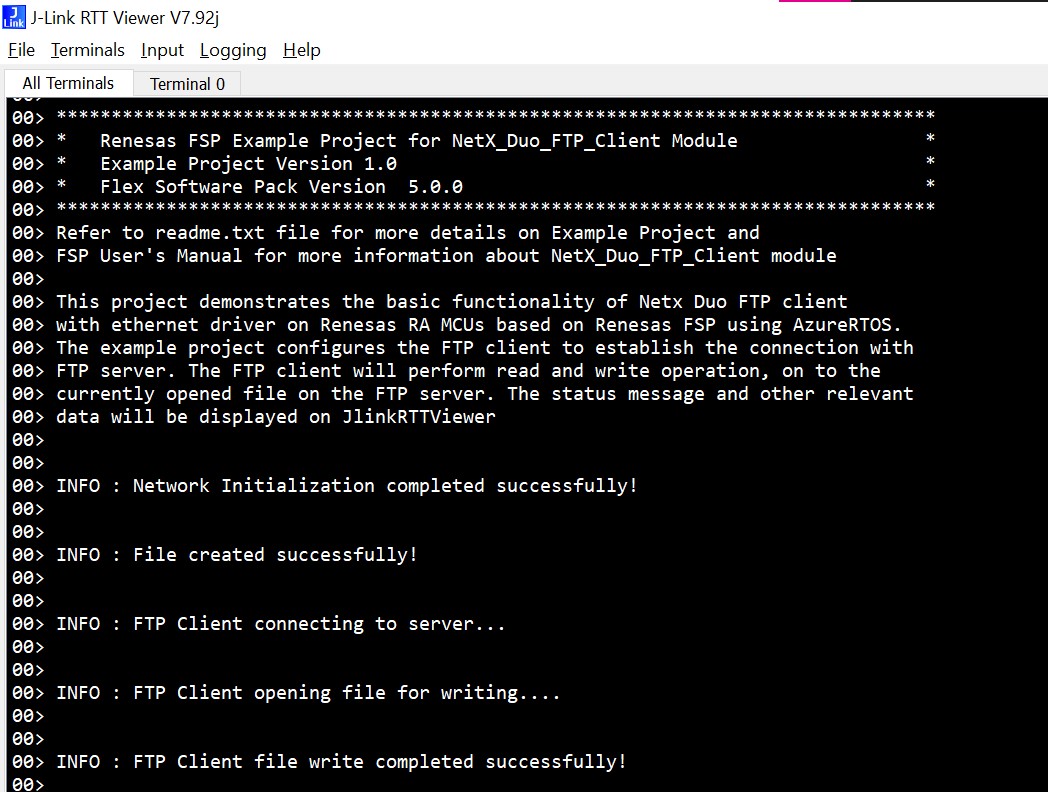 J-Link RTT Viewer V7.92j
File Terminals Input Logging Help
All Terminals Terminal 0
00> ********************************************************************************
00> *   Renesas FSP Example Project for NetX_Duo_FTP_Client Module                 *
00> *   Example Project Version 1.0                                                *
00> *   Flex Software Pack Version  5.0.0                                          *
00> ********************************************************************************
00> Refer to readme.txt file for more details on Example Project and
00> FSP User's Manual for more information about NetX_Duo_FTP_Client module
00>
00> This project demonstrates the basic functionality of Netx Duo FTP client
00> with ethernet driver on Renesas RA MCUs based on Renesas FSP using AzureRTOS.
00> The example project configures the FTP client to establish the connection with
00> FTP server. The FTP client will perform read and write operation, on to the
00> currently opened file on the FTP server. The status message and other relevant
00> data will be displayed on JlinkRTTViewer
00>
00>
00> INFO : Network Initialization completed successfully!
00>
00>
00> INFO : File created successfully!
00>
00>
00> INFO : FTP Client connecting to server...
00>
00>
00> INFO : FTP Client opening file for writing....
00>
00>
00> INFO : FTP Client file write completed successfully!
00>